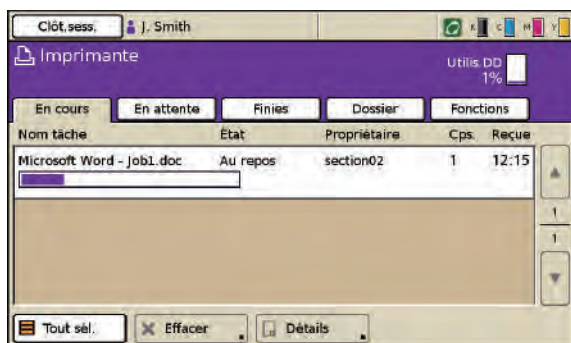 Clôt.sess. J. Smith K C M Y
Imprimante
Utilis.DD
1%
En cours En attente Finies Dossier Fonctions
Nom tâche État Propriétaire Cps. Reçue
Microsoft Word - Job1.doc Au repos section02 1 12:15
1
1
Tout sél. Effacer Détails